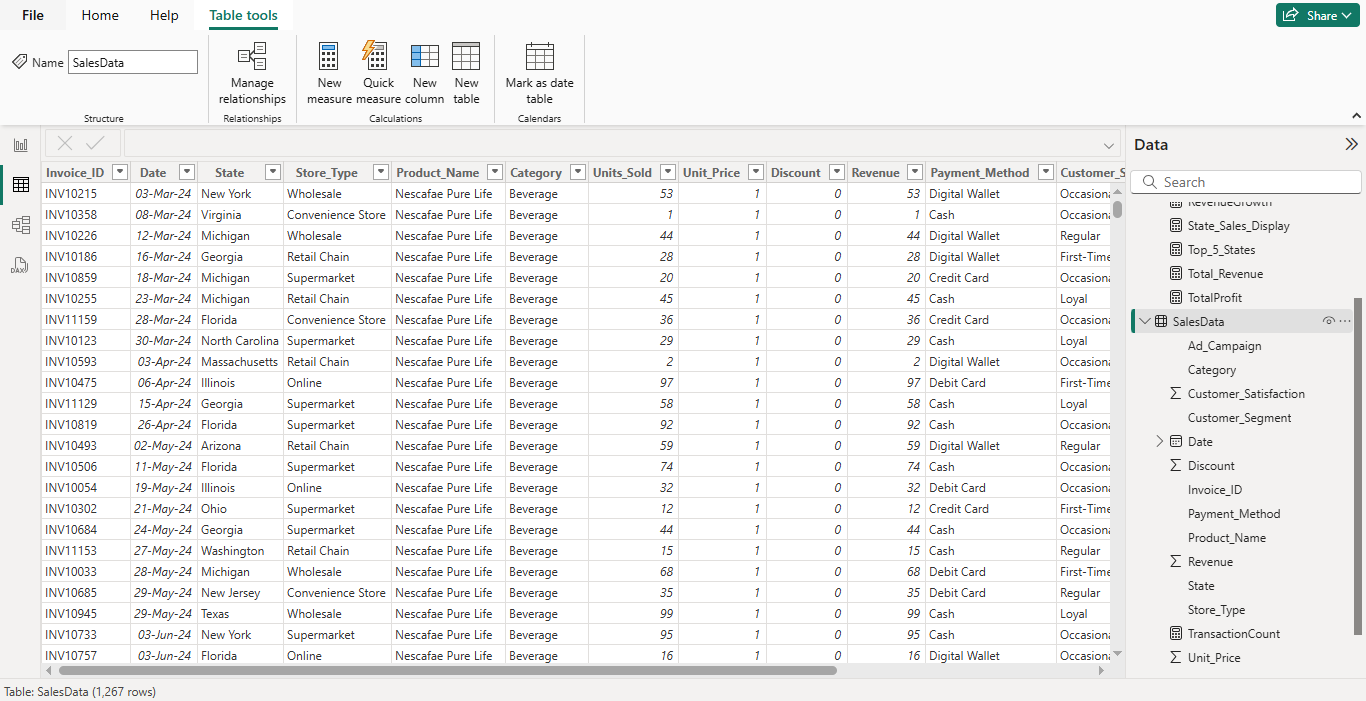 File Home Help Table tools Share
Name SalesData
Manage relationships
New measure
Quick measure
New column
New table
Mark as date table
Structure Relationships Calculations Calendars
Invoice_ID Date State Store_Type Product_Name Category Units_Sold Unit_Price Discount Revenue Payment_Method Customer_S
INV10215 03-Mar-24 New York Wholesale Nescafae Pure Life Beverage 53 1 0 53 Digital Wallet Occasiona
INV10358 08-Mar-24 Virginia Convenience Store Nescafae Pure Life Beverage 1 1 0 1 Cash Occasiona
INV10226 12-Mar-24 Michigan Wholesale Nescafae Pure Life Beverage 44 1 0 44 Digital Wallet Regular
INV10186 16-Mar-24 Georgia Retail Chain Nescafae Pure Life Beverage 28 1 0 28 Digital Wallet First-Time
INV10859 18-Mar-24 Michigan Supermarket Nescafae Pure Life Beverage 20 1 0 20 Credit Card Occasiona
INV10255 23-Mar-24 Michigan Retail Chain Nescafae Pure Life Beverage 45 1 0 45 Cash Loyal
INV11159 28-Mar-24 Florida Convenience Store Nescafae Pure Life Beverage 36 1 0 36 Credit Card Occasiona
INV10123 30-Mar-24 North Carolina Supermarket Nescafae Pure Life Beverage 29 1 0 29 Cash Loyal
INV10593 03-Apr-24 Massachusetts Retail Chain Nescafae Pure Life Beverage 2 1 0 2 Digital Wallet Occasiona
INV10475 06-Apr-24 Illinois Online Nescafae Pure Life Beverage 97 1 0 97 Debit Card First-Time
INV11129 15-Apr-24 Georgia Supermarket Nescafae Pure Life Beverage 58 1 0 58 Cash Loyal
INV10819 26-Apr-24 Florida Supermarket Nescafae Pure Life Beverage 92 1 0 92 Cash Occasiona
INV10493 02-May-24 Arizona Retail Chain Nescafae Pure Life Beverage 59 1 0 59 Digital Wallet Regular
INV10506 11-May-24 Florida Supermarket Nescafae Pure Life Beverage 74 1 0 74 Cash Occasiona
INV10054 19-May-24 Illinois Online Nescafae Pure Life Beverage 32 1 0 32 Debit Card Occasiona
INV10302 21-May-24 Ohio Supermarket Nescafae Pure Life Beverage 12 1 0 12 Credit Card First-Time
INV10684 24-May-24 Georgia Supermarket Nescafae Pure Life Beverage 44 1 0 44 Cash Occasiona
INV11153 27-May-24 Washington Retail Chain Nescafae Pure Life Beverage 15 1 0 15 Cash Regular
INV10033 28-May-24 Michigan Wholesale Nescafae Pure Life Beverage 68 1 0 68 Debit Card First-Time
INV10685 29-May-24 New Jersey Convenience Store Nescafae Pure Life Beverage 35 1 0 35 Debit Card Regular
INV10945 29-May-24 Texas Wholesale Nescafae Pure Life Beverage 99 1 0 99 Cash Loyal
INV10733 03-Jun-24 New York Supermarket Nescafae Pure Life Beverage 95 1 0 95 Cash Occasiona
INV10757 03-Jun-24 Florida Online Nescafae Pure Life Beverage 16 1 0 16 Digital Wallet Occasiona
DAX
Data
Search
RevenueGrowth
State_Sales_Display
Top_5_States
Total_Revenue
TotalProfit
SalesData
Ad_Campaign
Category
Customer_Satisfaction
Customer_Segment
Date
Discount
Invoice_ID
Payment_Method
Product_Name
Revenue
State
Store_Type
TransactionCount
Unit_Price
Table: SalesData (1,267 rows)